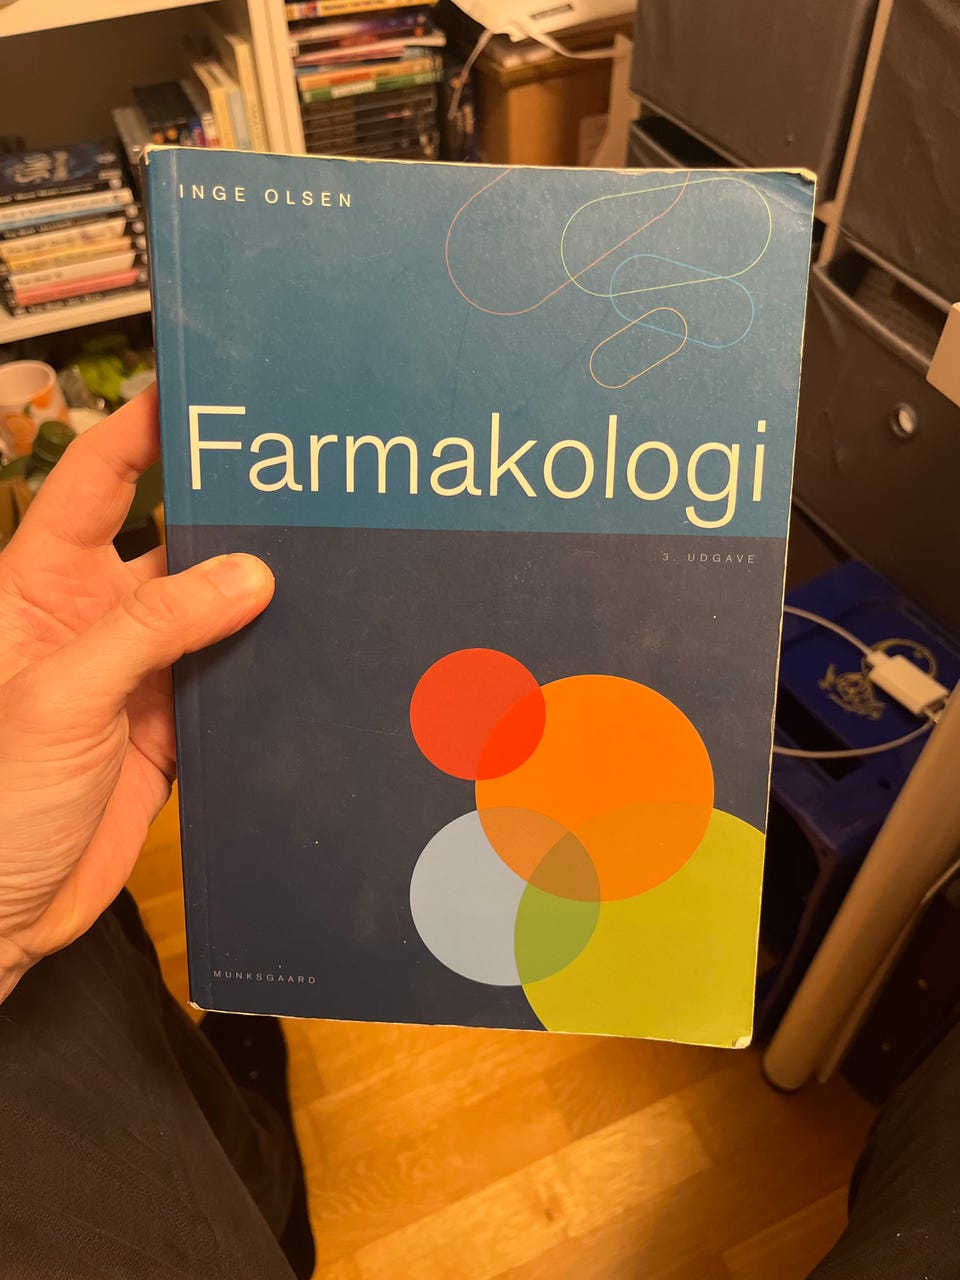 INGE OLSEN
Farmakologi
3. UDGAVE
MUNKSGAARD